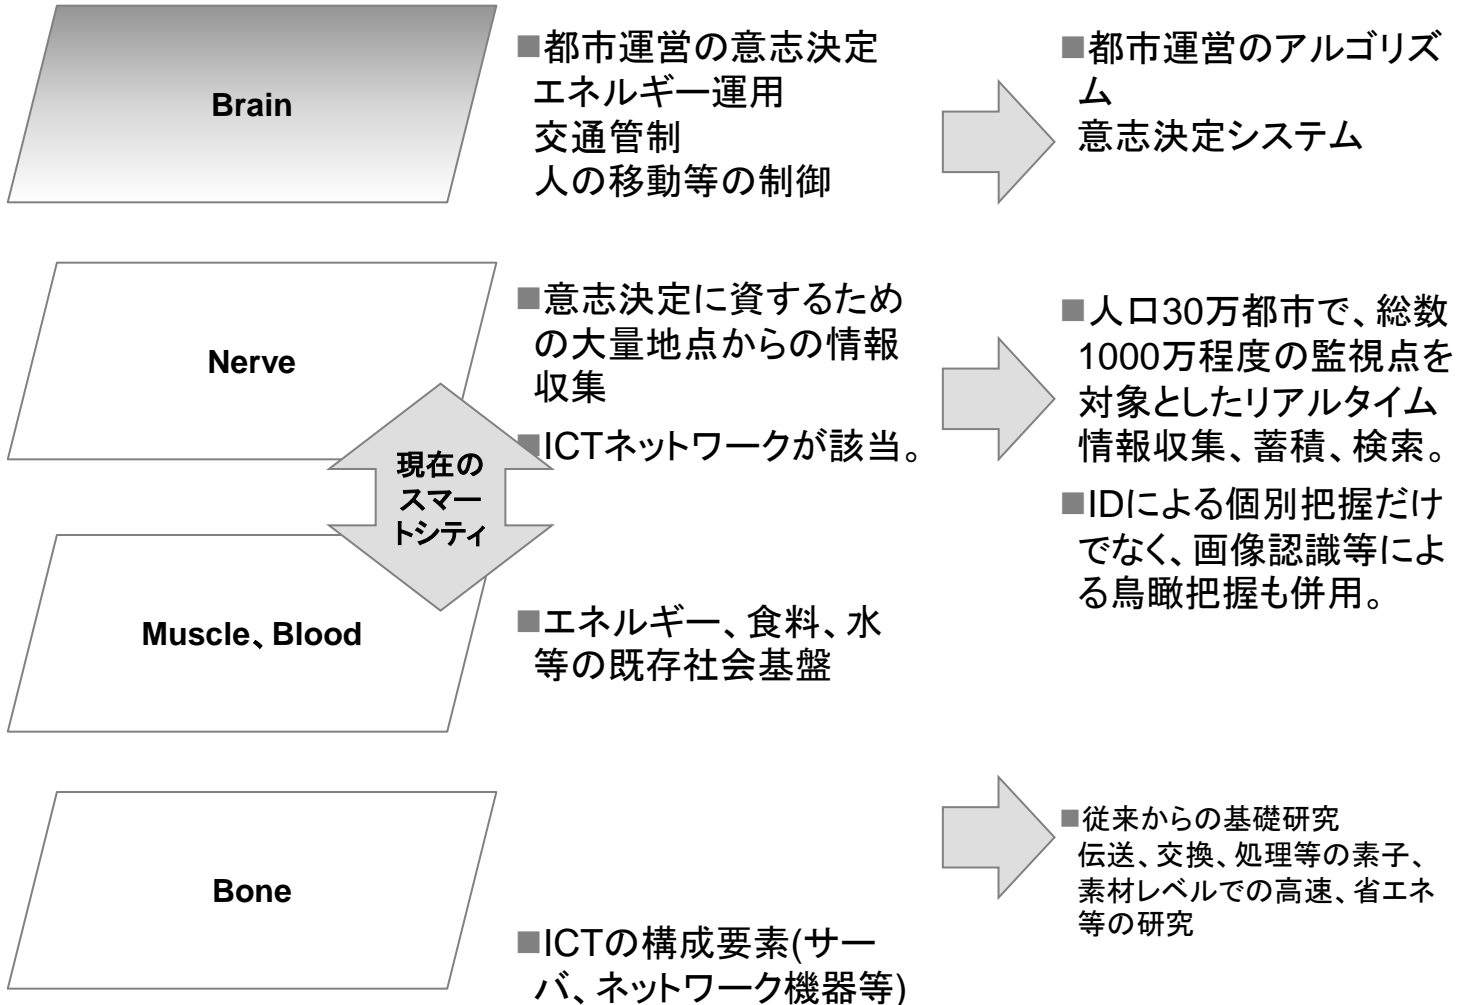 Brain
■都市運営の意志決定
エネルギー運用
交通管制
人の移動等の制御
■都市運営のアルゴリズ
ム
意志決定システム
Nerve
■意志決定に資するため
の大量地点からの情報
収集
■ICTネットワークが該当。
■人口30万都市で、総数
1000万程度の監視点を
対象としたリアルタイム
情報収集、蓄積、検索。
■IDによる個別把握だけ
でなく、画像認識等によ
る鳥瞰把握も併用。
現在の
スマー
トシティ
Muscle、Blood
■エネルギー、食料、水
等の既存社会基盤
Bone
■ICTの構成要素(サー
バ、ネットワーク機器等)
■従来からの基礎研究
伝送、交換、処理等の素子、
素材レベルでの高速、省エネ
等の研究